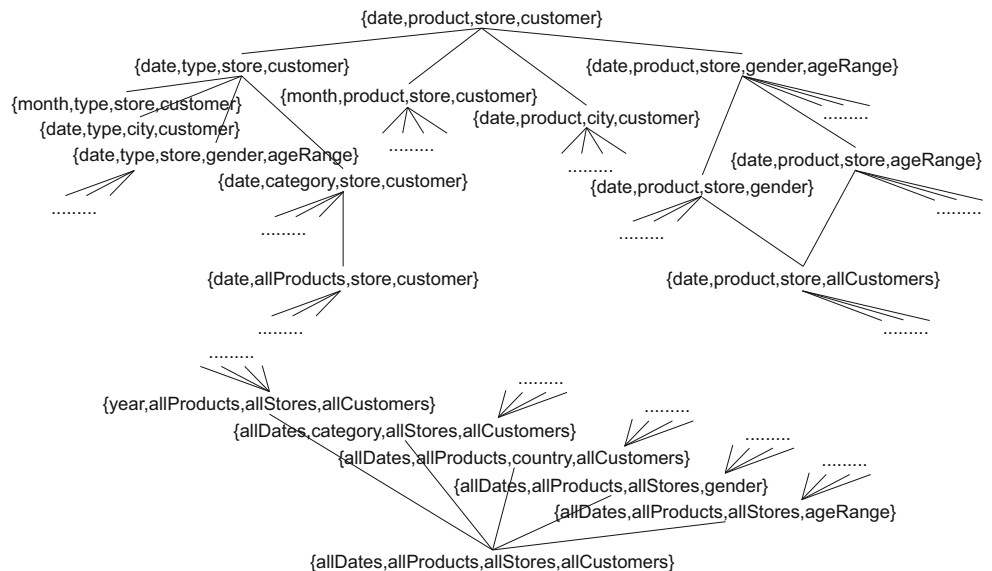 {date,product,store,customer}
{date,type,store,customer}
{date,product,store,gender,ageRange}
{month,type,store,customer}
{month,product,store,customer}
.........
{date,type,city,customer}
{date,product,city,customer}
{date,type,store,gender,ageRange}
.........
{date,product,store,ageRange}
.........
{date,category,store,customer}
{date,product,store,gender}
.........
.........
.........
.........
{date,allProducts,store,customer}
{date,product,store,allCustomers}
.........
.........
.........
{year,allProducts,allStores,allCustomers}
.........
{allDates,category,allStores,allCustomers}
.........
{allDates,allProducts,country,allCustomers}
.........
{allDates,allProducts,allStores,gender}
.........
{allDates,allProducts,allStores,ageRange}
{allDates,allProducts,allStores,allCustomers}